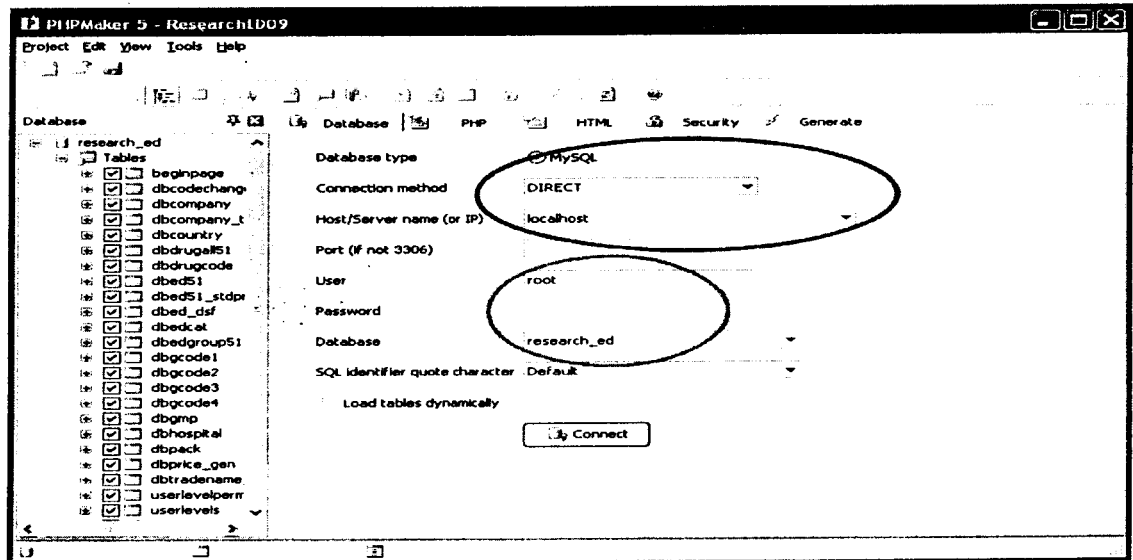 PHPMaker 5 - ResearchED09
Project Edit View Tools Help
Database
Database PHP HTML Security Generate
research_ed
Tables
beginpage
dbcodechang
dbcompany
dbcompany_t
dbcountry
dbdrugall51
dbdrugcode
dbed51
dbed51_stdpr
dbed_dsf
dbedcat
dbedgroup51
dbgcode1
dbgcode2
dbgcode3
dbgcode4
dbgmp
dbhospital
dbpack
dbprice_gen
dbtradename
userlevelperm
userlevels
Database type MySQL
Connection method DIRECT
Host/Server name (or IP) localhost
Port (if not 3306)
User root
Password
Database research_ed
SQL identifier quote character Default
Load tables dynamically
Connect